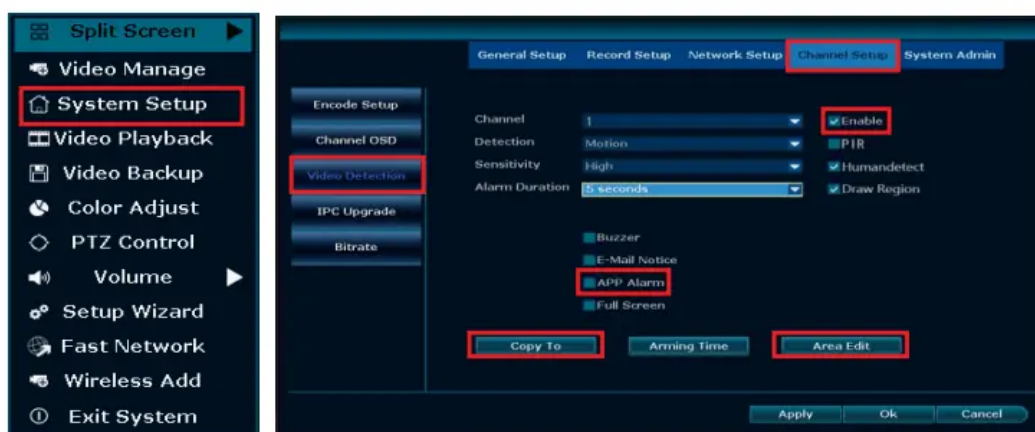 Split Screen
Video Manage
System Setup
Video Playback
Video Backup
Color Adjust
PTZ Control
Volume
Setup Wizard
Fast Network
Wireless Add
Exit System
General Setup Record Setup Network Setup Channel Setup System Admin
Encode Setup
Channel OSD
Video Detection
IPC Upgrade
Bitrate
Channel 1 Enable
Detection Motion PIR
Sensitivity High Humandetect
Alarm Duration 5 seconds Draw Region
Buzzer
E-Mail Notice
APP Alarm
Full Screen
Copy To Arming Time Area Edit
Apply Ok Cancel